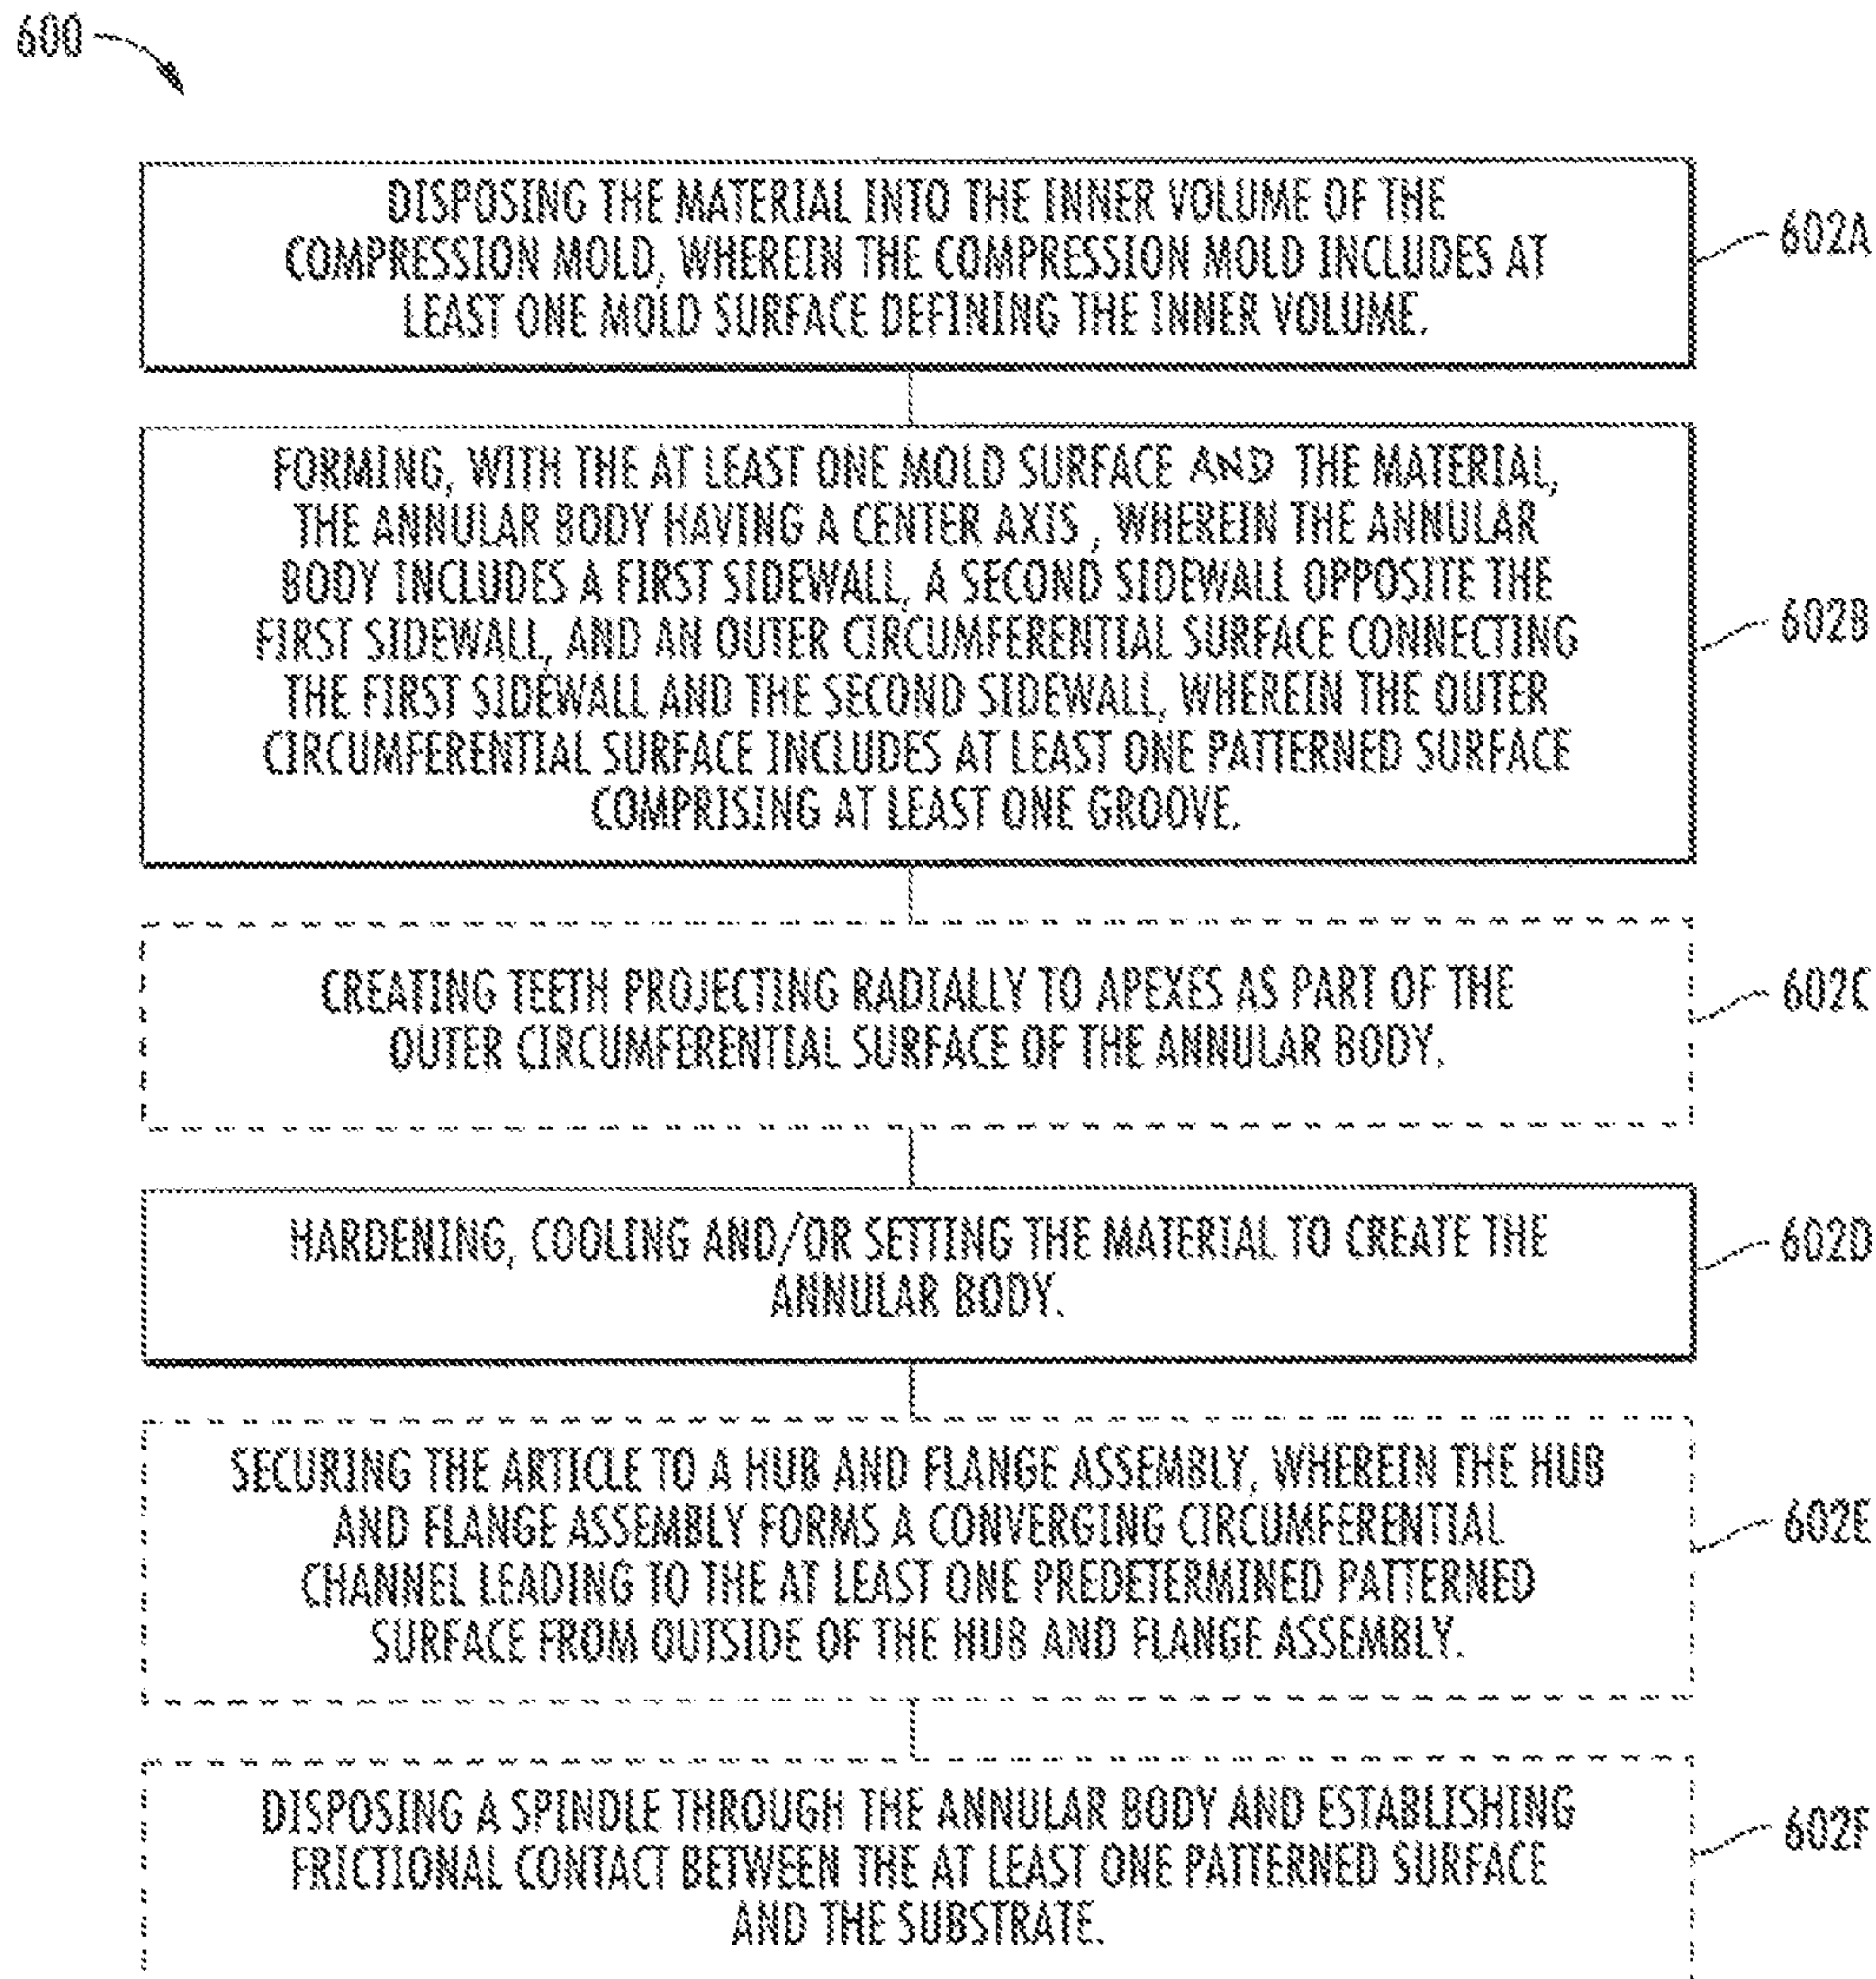 600
DISPOSING THE MATERIAL INTO THE INNER VOLUME OF THE
COMPRESSION MOLD, WHEREIN THE COMPRESSION MOLD INCLUDES AT
LEAST ONE MOLD SURFACE DEFINING THE INNER VOLUME.
602A
FORMING, WITH THE AT LEAST ONE MOLD SURFACE AND THE MATERIAL,
THE ANNULAR BODY HAVING A CENTER AXIS , WHEREIN THE ANNULAR
BODY INCLUDES A FIRST SIDEWALL, A SECOND SIDEWALL OPPOSITE THE
FIRST SIDEWALL, AND AN OUTER CIRCUMFERENTIAL SURFACE CONNECTING
THE FIRST SIDEWALL AND THE SECOND SIDEWALL, WHEREIN THE OUTER
CIRCUMFERENTIAL SURFACE INCLUDES AT LEAST ONE PATTERNED SURFACE
COMPRISING AT LEAST ONE GROOVE.
602B
CREATING TEETH PROJECTING RADIALLY TO APEXES AS PART OF THE
OUTER CIRCUMFERENTIAL SURFACE OF THE ANNULAR BODY.
602C
HARDENING, COOLING AND/OR SETTING THE MATERIAL TO CREATE THE
ANNULAR BODY.
602D
SECURING THE ARTICLE TO A HUB AND FLANGE ASSEMBLY, WHEREIN THE HUB
AND FLANGE ASSEMBLY FORMS A CONVERGING CIRCUMFERENTIAL
CHANNEL LEADING TO THE AT LEAST ONE PREDETERMINED PATTERNED
SURFACE FROM OUTSIDE OF THE HUB AND FLANGE ASSEMBLY.
602E
DISPOSING A SPINDLE THROUGH THE ANNULAR BODY AND ESTABLISHING
FRICTIONAL CONTACT BETWEEN THE AT LEAST ONE PATTERNED SURFACE
AND THE SUBSTRATE.
602F